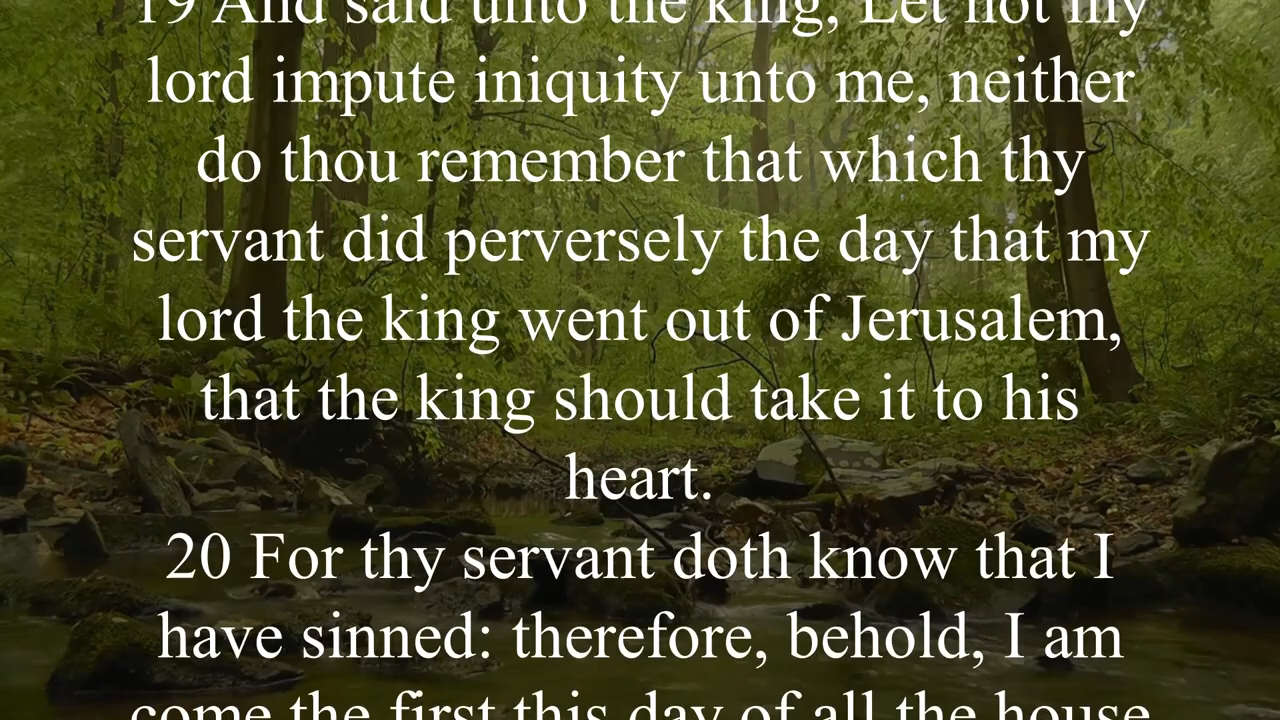 19 And said unto the king, Let not my
lord impute iniquity unto me, neither
do thou remember that which thy
servant did perversely the day that my
lord the king went out of Jerusalem,
that the king should take it to his
heart.
20 For thy servant doth know that I
have sinned: therefore, behold, I am
come the first this day of all the house